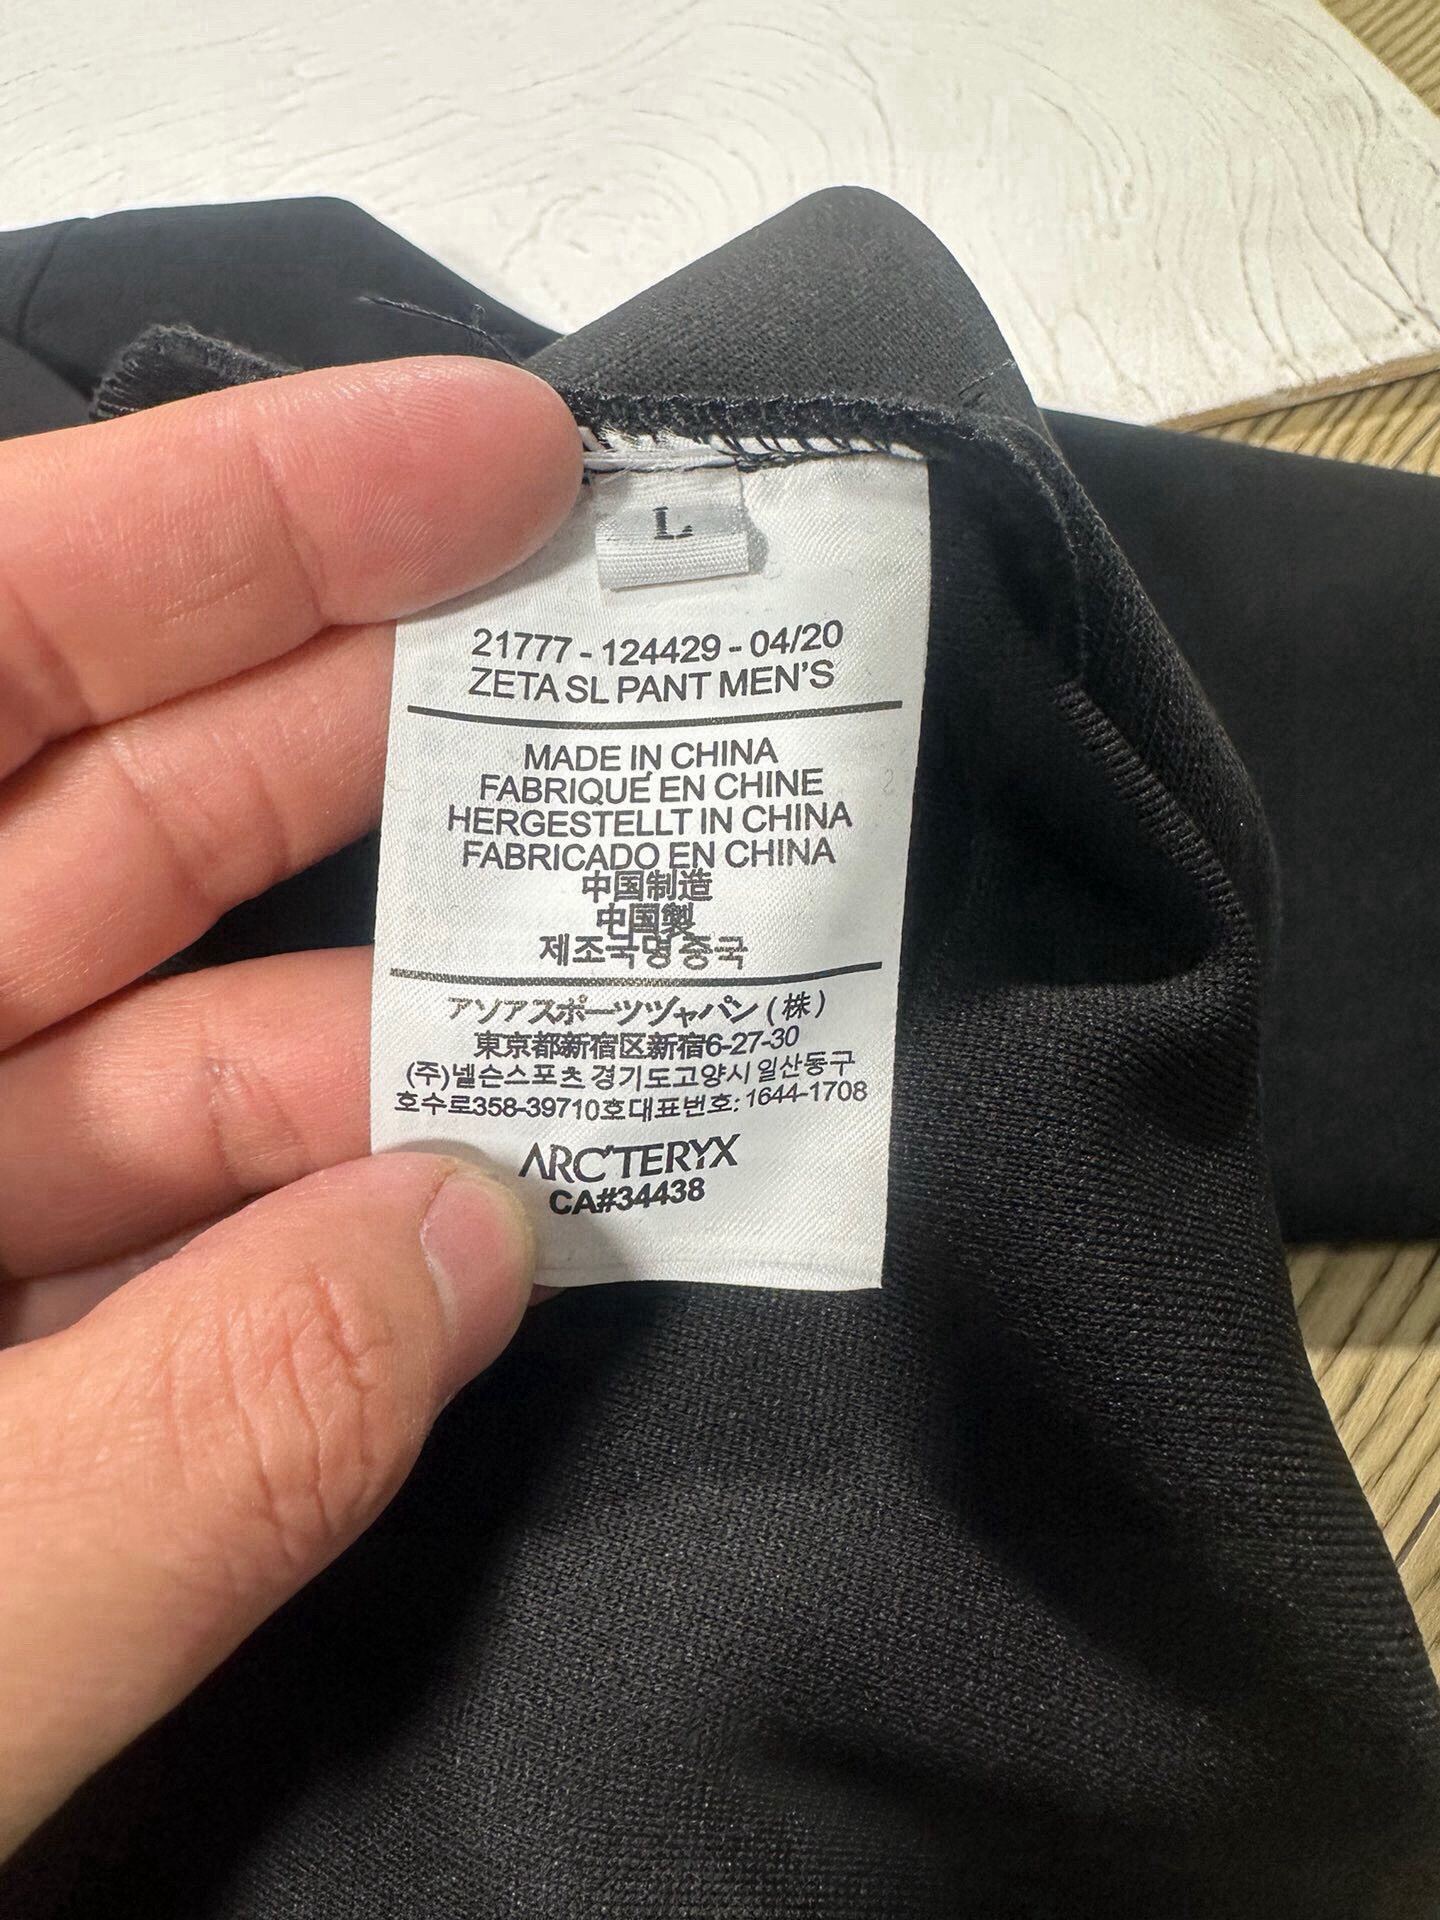 L
21777 - 124429 - 04/20
ZETA SL PANT MEN'S
MADE IN CHINA
FABRIQUÉ EN CHINE
HERGESTELLT IN CHINA
FABRICADO EN CHINA
中国制造
中国製
제조국명 중국
アソアスポーツヅャパン (株)
東京都新宿区新宿6-27-30
(주)넬슨스포츠 경기도고양시 일산동구
호수로358-39710호대표번호: 1644-1708
ARC'TERYX
CA#34438